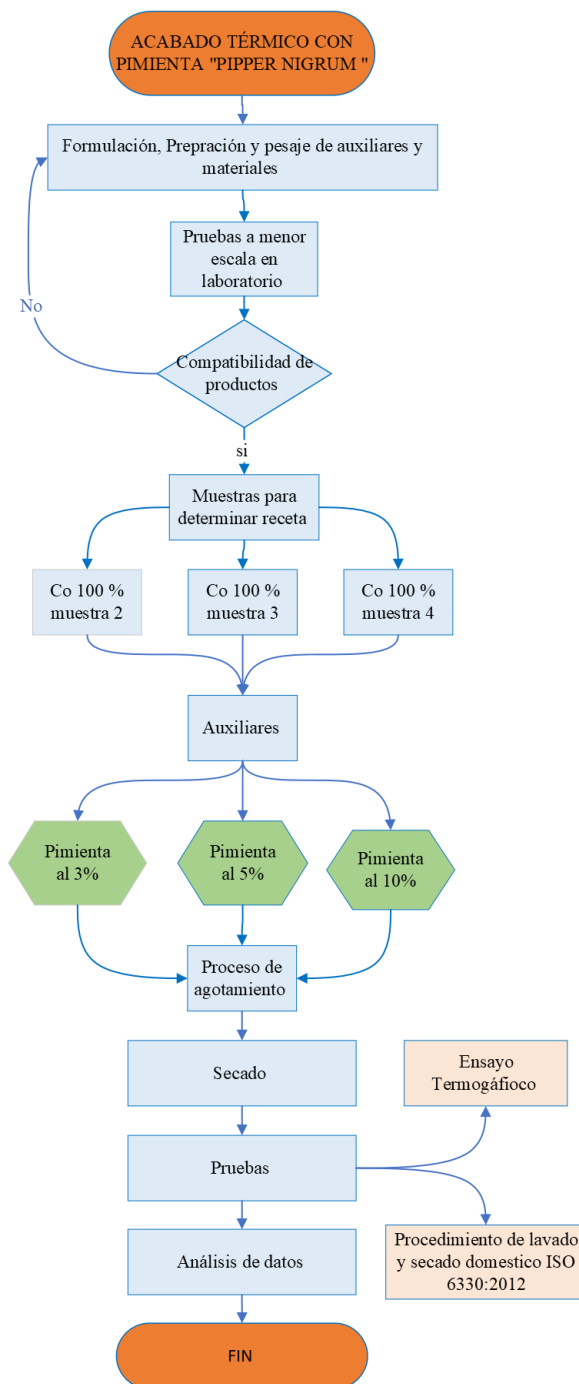 ACABADO TÉRMICO CON
PIMIENTA "PIPPER NIGRUM "
Formulación, Prepración y pesaje de auxiliares y
materiales
Pruebas a menor
escala en
laboratorio
No
Compatibilidad de
productos
si
Muestras para
determinar receta
Co 100 %
muestra 2
Co 100 %
muestra 3
Co 100 %
muestra 4
Auxiliares
Pimienta
al 3%
Pimienta
al 5%
Pimienta
al 10%
Proceso de
agotamiento
Secado
Ensayo
Termogáfioco
Pruebas
Procedimiento de lavado
y secado domestico ISO
6330:2012
Análisis de datos
FIN